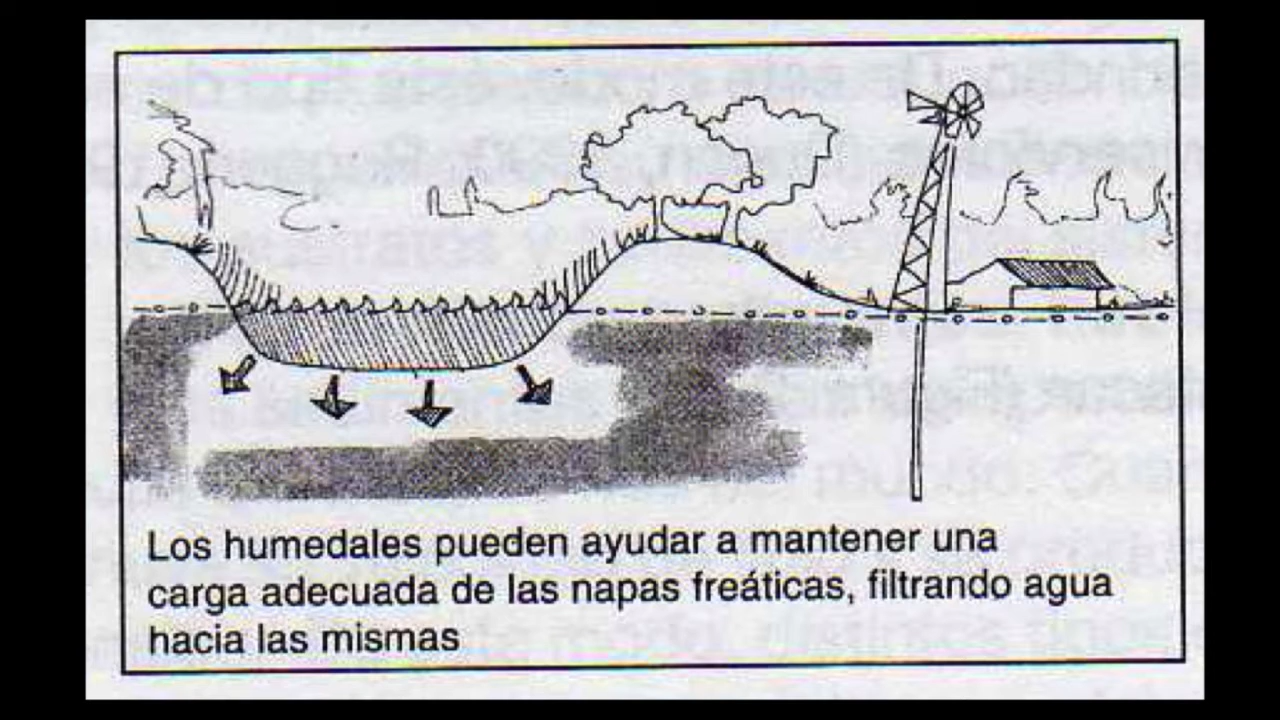 Los humedales pueden ayudar a mantener una
carga adecuada de las napas freáticas, filtrando agua
hacia las mismas